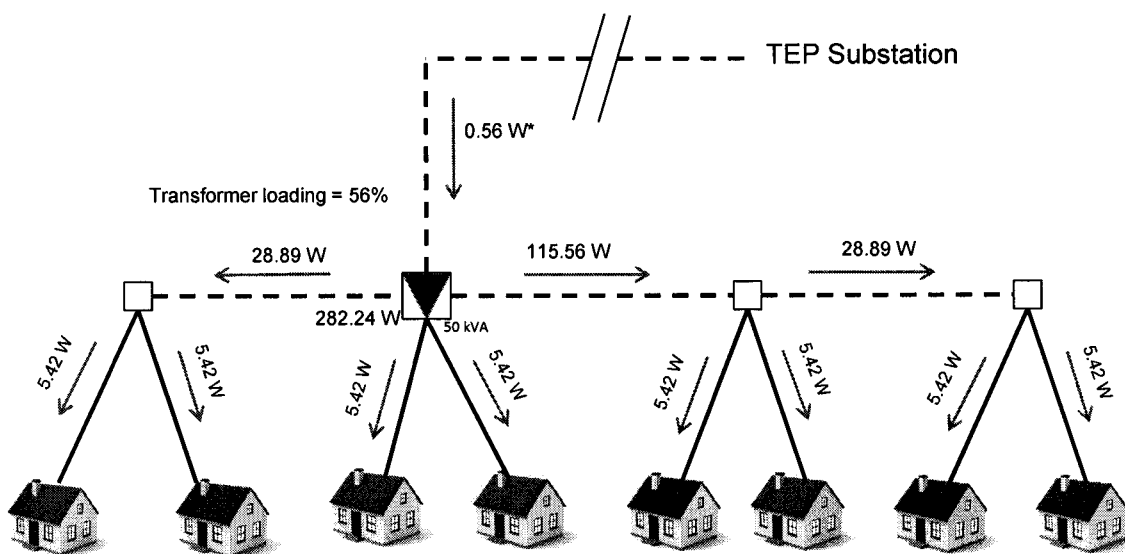 TEP Substation
0.56 W*
Transformer loading = 56%
28.89 W
115.56 W
28.89 W
282.24 W
50 kVA
5.42 W
5.42 W
5.42 W
5.42 W
5.42 W
5.42 W
5.42 W
5.42 W